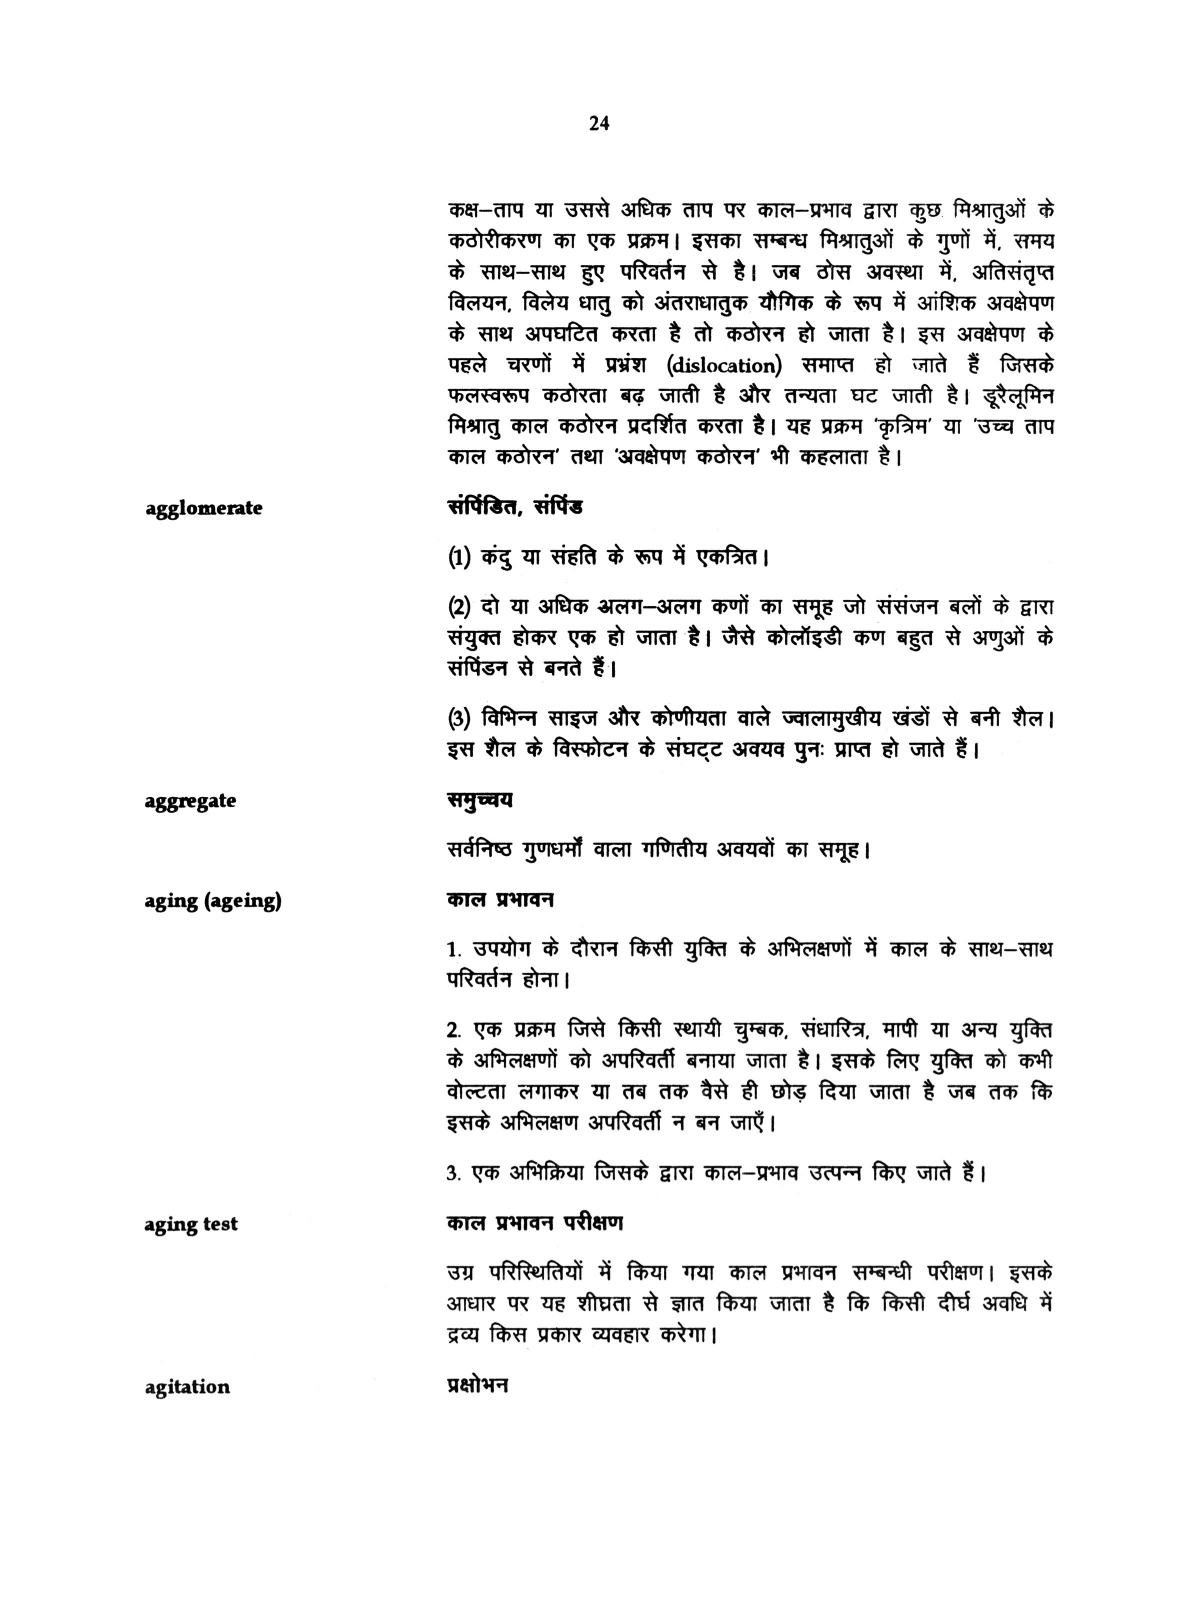 24
कक्ष–ताप या उससे अधिक ताप पर काल–प्रभाव द्वारा कुछ मिश्रातुओं के
कठोरीकरण का एक प्रक्रम। इसका सम्बन्ध मिश्रातुओं के गुणों में, समय
के साथ–साथ हुए परिवर्तन से है। जब ठोस अवस्था में, अतिसंतृप्त
विलयन, विलेय धातु को अंतराधातुक यौगिक के रूप में आंशिक अवक्षेपण
के साथ अपघटित करता है तो कठोरन हो जाता है। इस अवक्षेपण के
पहले चरणों में प्रभ्रंश (dislocation) समाप्त हो जाते हैं जिसके
फलस्वरूप कठोरता बढ़ जाती है और तन्यता घट जाती है। डूरैलूमिन
मिश्रातु काल कठोरन प्रदर्शित करता है। यह प्रक्रम 'कृत्रिम' या 'उच्च ताप
काल कठोरन' तथा 'अवक्षेपण कठोरन' भी कहलाता है।
agglomerate संपिंडित, संपिंड
(1) कंदु या संहति के रूप में एकत्रित।
(2) दो या अधिक अलग–अलग कणों का समूह जो संसंजन बलों के द्वारा
संयुक्त होकर एक हो जाता है। जैसे कोलॉइडी कण बहुत से अणुओं के
संपिंडन से बनते हैं।
(3) विभिन्न साइज और कोणीयता वाले ज्वालामुखीय खंडों से बनी शैल।
इस शैल के विस्फोटन के संघट्ट अवयव पुनः प्राप्त हो जाते हैं।
aggregate समुच्चय
सर्वनिष्ठ गुणधर्मों वाला गणितीय अवयवों का समूह।
aging (ageing) काल प्रभावन
1. उपयोग के दौरान किसी युक्ति के अभिलक्षणों में काल के साथ–साथ
परिवर्तन होना।
2. एक प्रक्रम जिसे किसी स्थायी चुम्बक, संधारित्र, मापी या अन्य युक्ति
के अभिलक्षणों को अपरिवर्ती बनाया जाता है। इसके लिए युक्ति को कभी
वोल्टता लगाकर या तब तक वैसे ही छोड़ दिया जाता है जब तक कि
इसके अभिलक्षण अपरिवर्ती न बन जाएँ।
3. एक अभिक्रिया जिसके द्वारा काल–प्रभाव उत्पन्न किए जाते हैं।
aging test काल प्रभावन परीक्षण
उग्र परिस्थितियों में किया गया काल प्रभावन सम्बन्धी परीक्षण। इसके
आधार पर यह शीघ्रता से ज्ञात किया जाता है कि किसी दीर्घ अवधि में
द्रव्य किस प्रकार व्यवहार करेगा।
agitation प्रक्षोभन